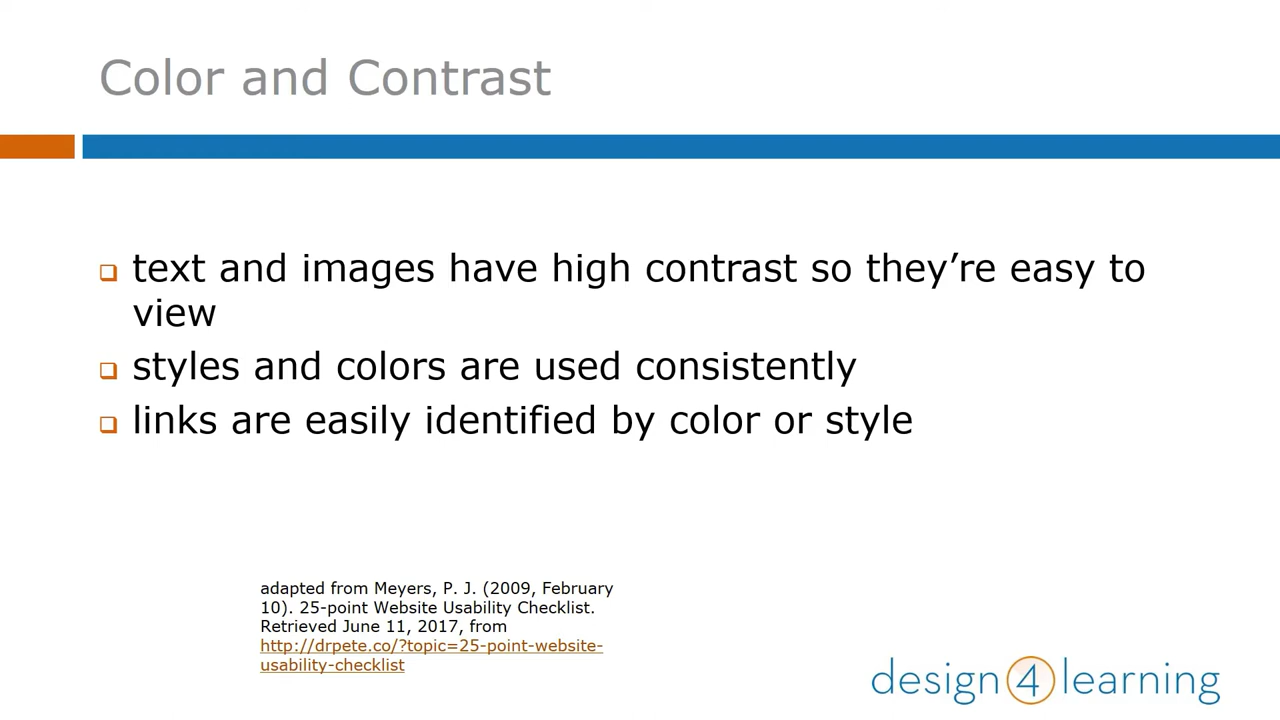 Color and Contrast
text and images have high contrast so they’re easy to
view
styles and colors are used consistently
links are easily identified by color or style
adapted from Meyers, P. J. (2009, February
10). 25-point Website Usability Checklist.
Retrieved June 11, 2017, from
http://drpete.co/?topic=25-point-website-
usability-checklist
design 4 learning